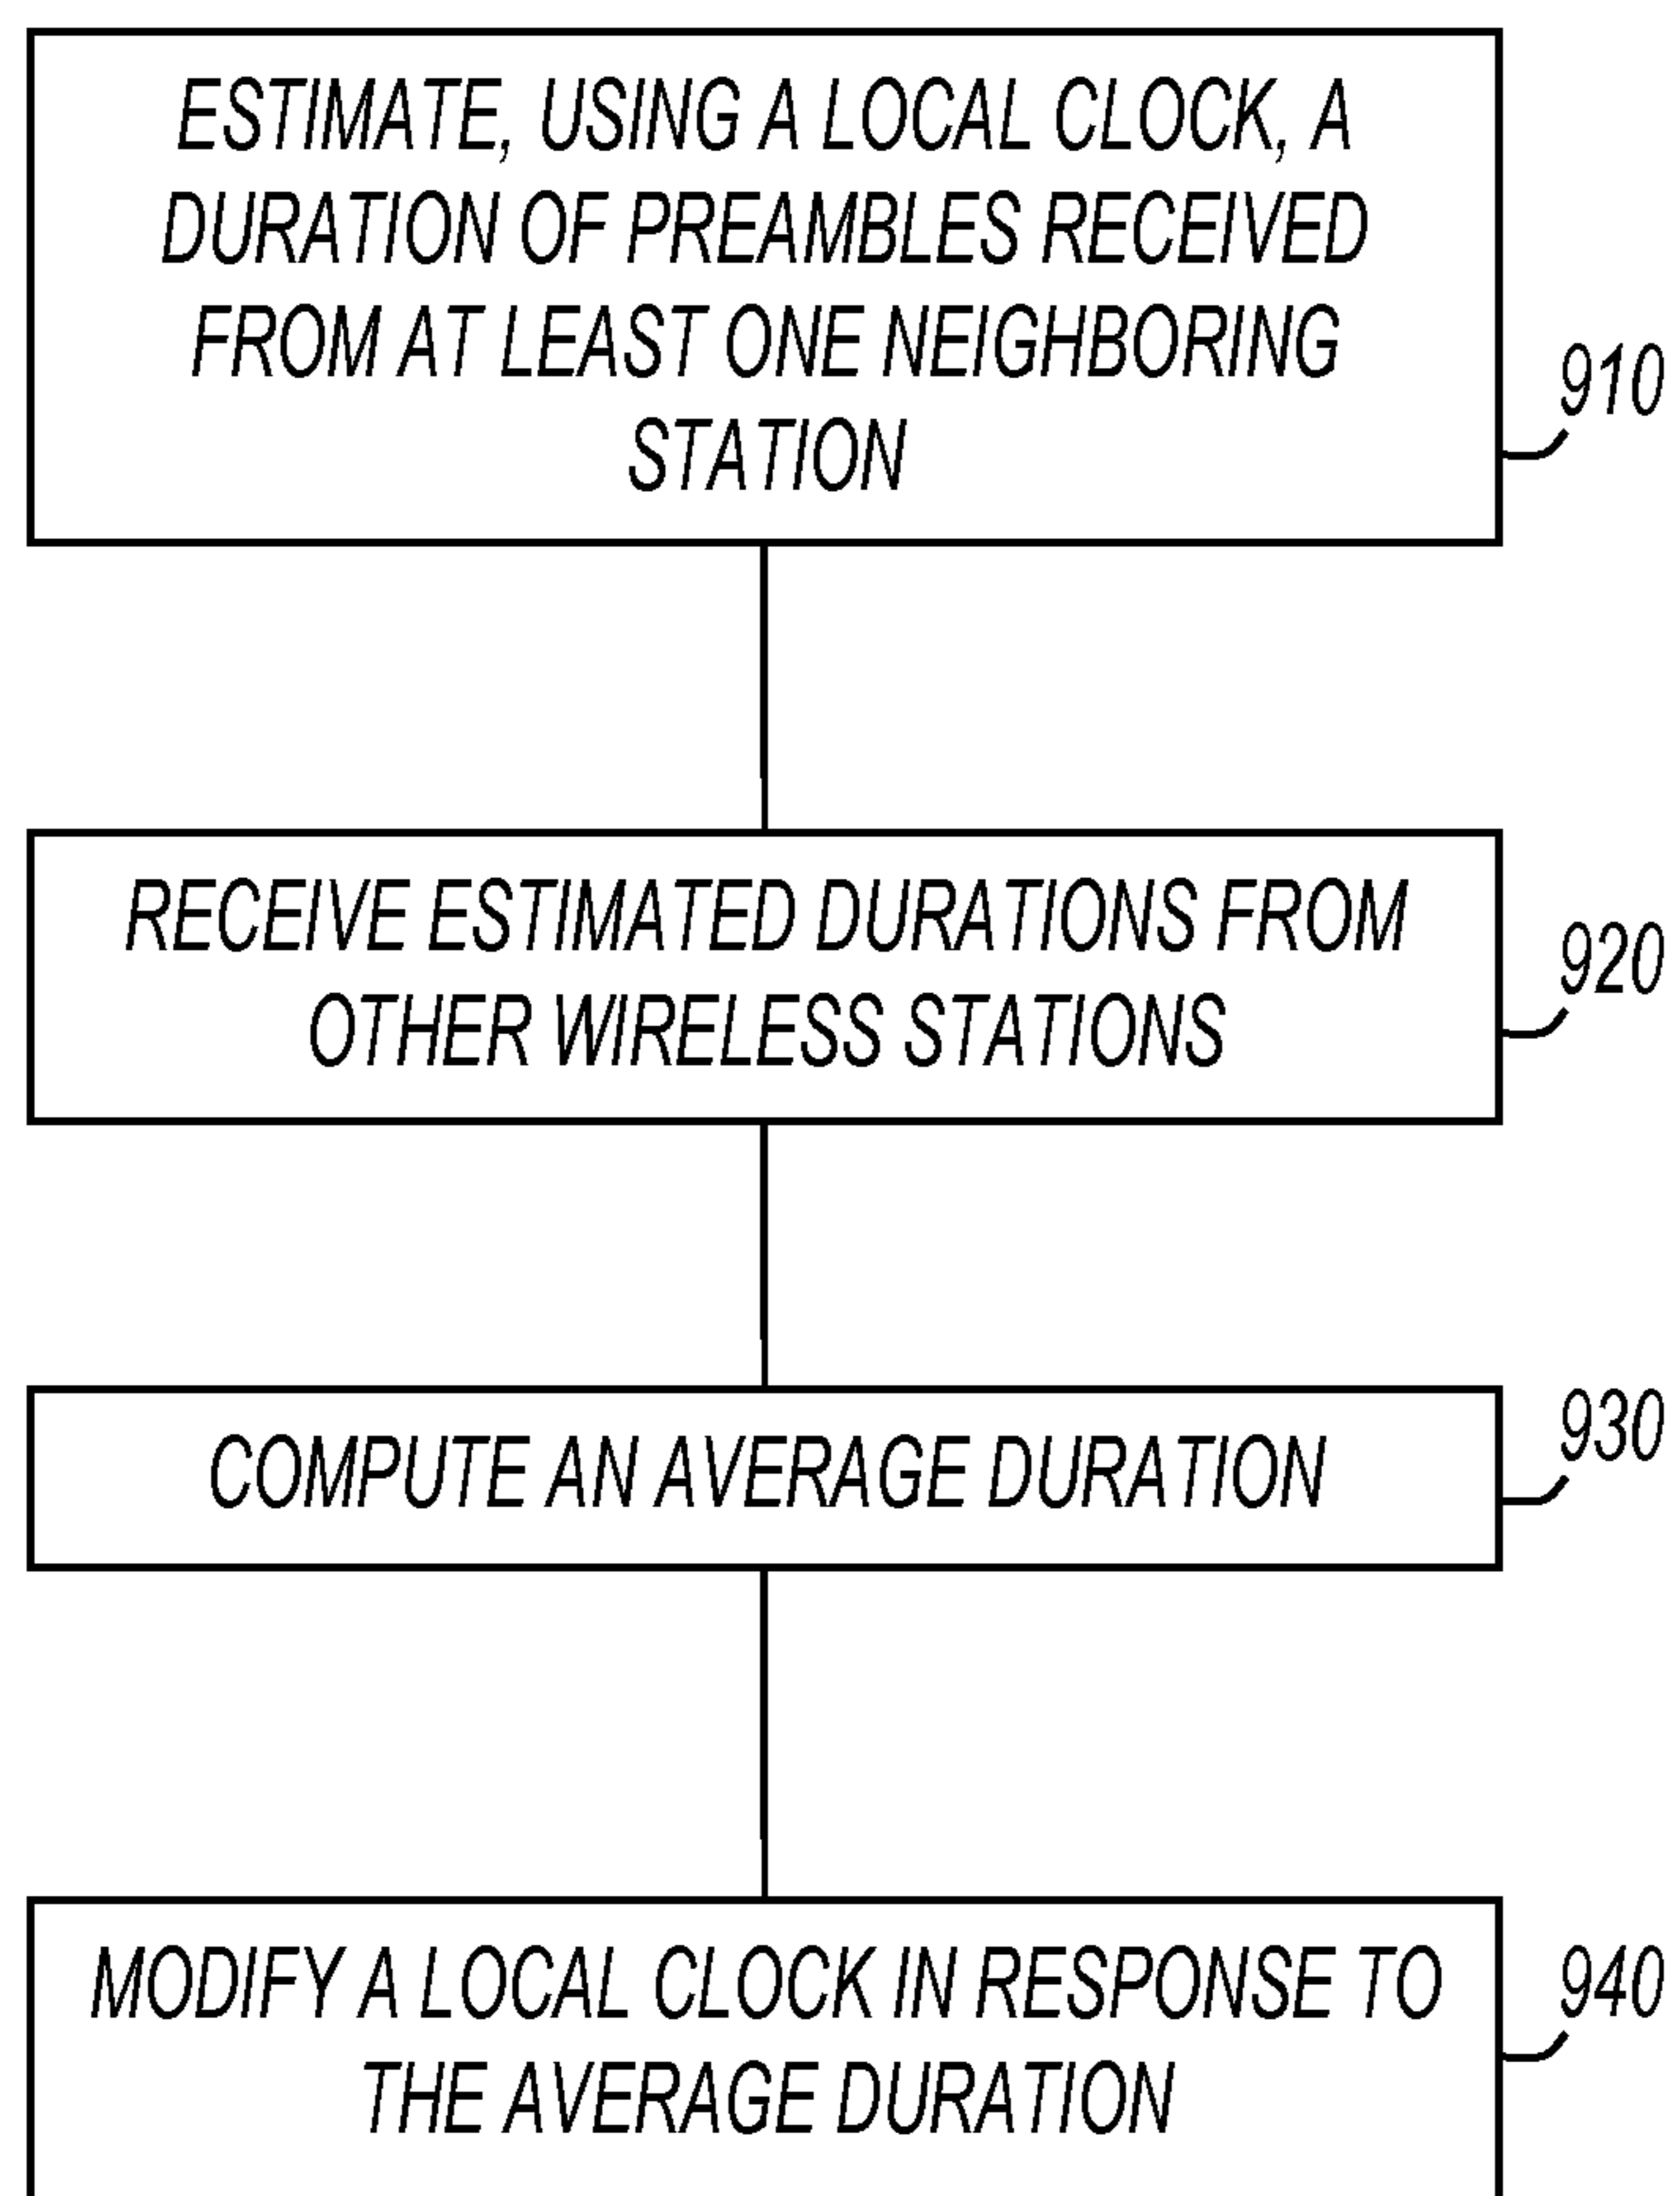 ESTIMATE, USING A LOCAL CLOCK, A
DURATION OF PREAMBLES RECEIVED
FROM AT LEAST ONE NEIGHBORING
STATION
910
RECEIVE ESTIMATED DURATIONS FROM
OTHER WIRELESS STATIONS
920
COMPUTE AN AVERAGE DURATION
930
MODIFY A LOCAL CLOCK IN RESPONSE TO
THE AVERAGE DURATION
940